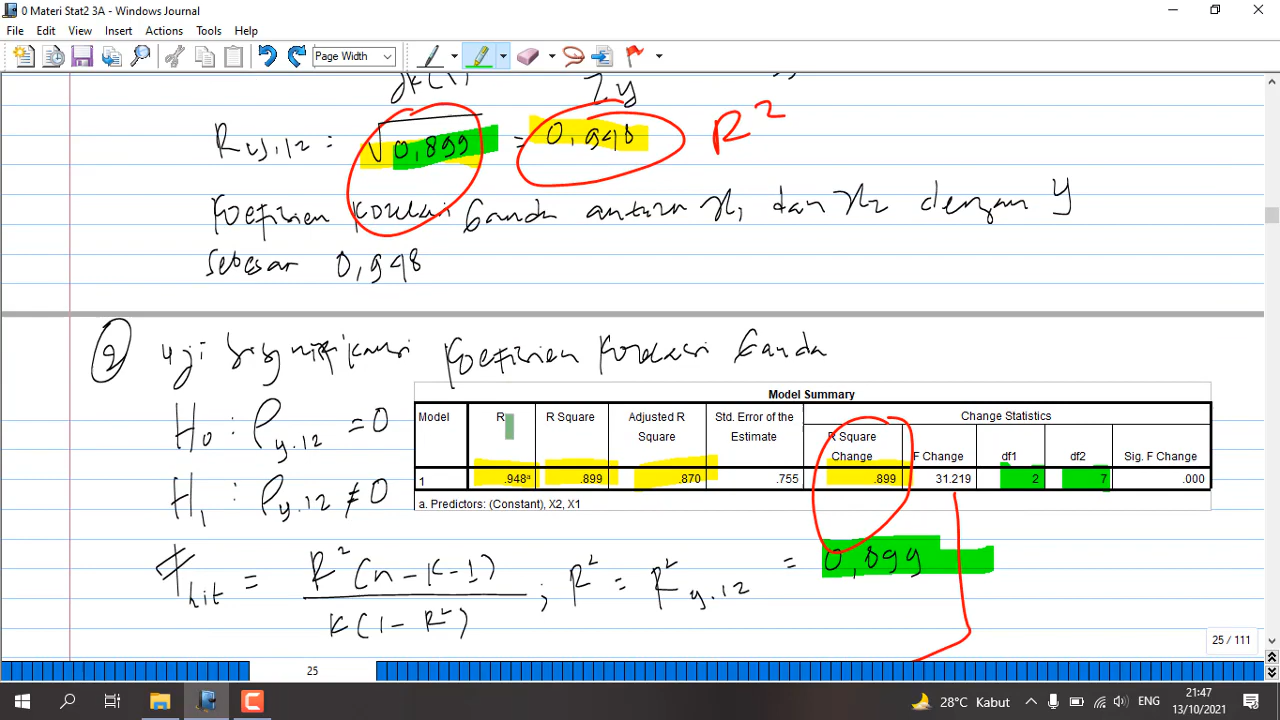 0 Materi Stat2 3A - Windows Journal
File Edit View Insert Actions Tools Help
Page Width
JK(T) Σy
Ry,12 = √0,899 = 0,948 R²
Koefisien Korelasi Ganda antara x₁ dan x₂ dengan y
sebesar 0,948
② Uji Signifikansi Koefisien Korelasi Ganda
Model Summary
Model R R Square Adjusted R Square Std. Error of the Estimate Change Statistics
R Square Change F Change df1 df2 Sig. F Change
1 .948ª .899 .870 .755 .899 31.219 2 7 .000
a. Predictors: (Constant), X2, X1
H₀ : ρy.12 = 0
H₁ : ρy.12 ≠ 0
Fhit = R²(n-k-1) / k(1-R²) ; R² = R²y.12 = 0,899
25 / 111
25
28°C Kabut ENG 21:47
13/10/2021